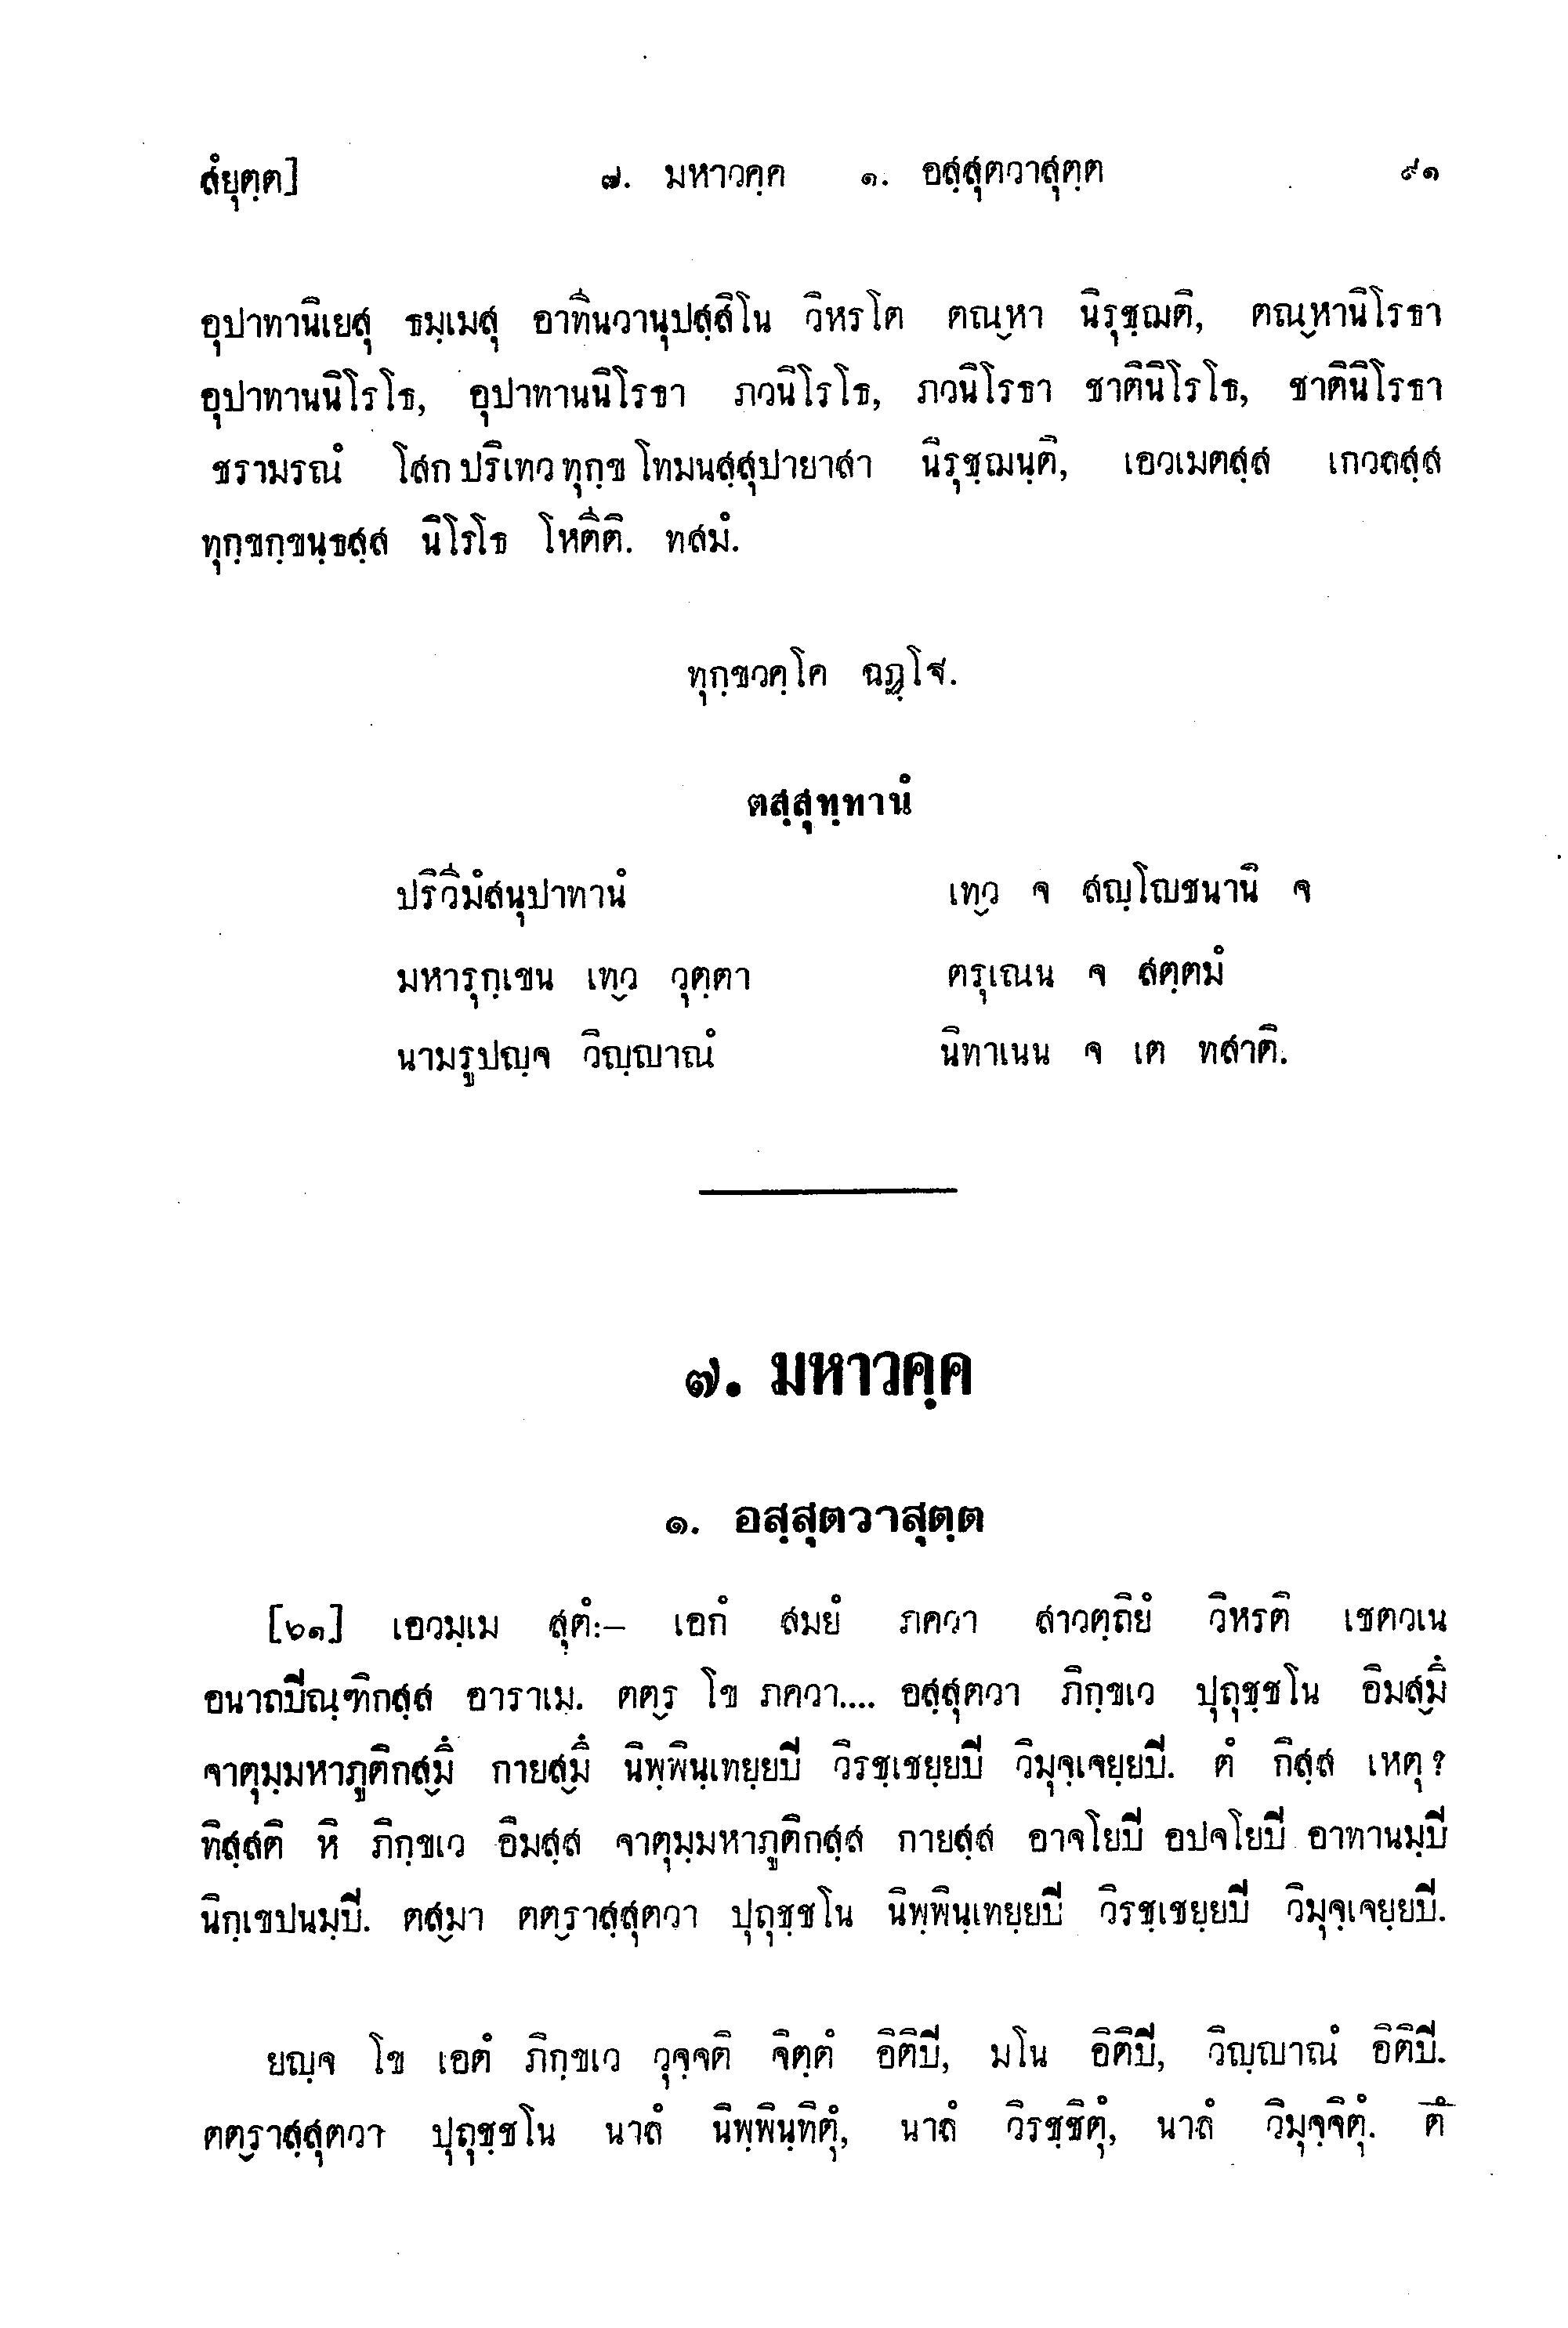 สํยุตฺต]
๗. มหาวคฺค ๑. อสฺสุตวาสุตฺต
๙๑
อุปาทานิเยสุ ธมฺเมสุ อาทีนวานุปสฺสิโน วิหรโต ตณ๎หา นิรุชฺฌติ, ตณ๎หานิโรธา
อุปาทานนิโรโธ, อุปาทานนิโรธา ภวนิโรโธ, ภวนิโรธา ชาตินิโรโธ, ชาตินิโรธา
ชรามรณํ โสก ปริเทว ทุกฺข โทมนสฺสุปายาสา นิรุชฺฌนฺติ, เอวเมตสฺส เกวลสฺส
ทุกฺขกฺขนฺธสฺส นิโรโธ โหตีติ. ทสมํ.
ทุกฺขวคฺโค ฉฏฺโฐ.
ตสฺสุทฺทานํ
ปริวีมํสนุปาทานํ เท๎ว จ สญฺโญชนานิ จ
มหารุกฺเขน เท๎ว วุตฺตา ตรุเณน จ สตฺตมํ
นามรูปญฺจ วิญฺญาณํ นิทาเนน จ เต ทสาติ.
๗. มหาวคฺค
๑. อสฺสุตวาสุตฺต
[๖๑] เอวมฺเม สุตํ:– เอกํ สมยํ ภควา สาวตฺถิยํ วิหรติ เชตวเน
อนาถปิณฺฑิกสฺส อาราเม. ตต๎ร โข ภควา.... อสฺสุตวา ภิกฺขเว ปุถุชฺชโน อิมส๎มึ
จาตุมฺมหาภูติกส๎มึ กายส๎มึ นิพฺพินฺเทยฺยปิ วิรชฺเชยฺยปิ วิมุจฺเจยฺยปิ. ตํ กิสฺส เหตุ ?
ทิสฺสติ หิ ภิกฺขเว อิมสฺส จาตุมฺมหาภูติกสฺส กายสฺส อาจโยปิ อปจโยปิ อาทานมฺปิ
นิกฺเขปนมฺปิ. ตส๎มา ตต๎ราสฺสุตวา ปุถุชฺชโน นิพฺพินฺเทยฺยปิ วิรชฺเชยฺยปิ วิมุจฺเจยฺยปิ.
ยญฺจ โข เอตํ ภิกฺขเว วุจฺจติ จิตฺตํ อิติปิ, มโน อิติปิ, วิญฺญาณํ อิติปิ.
ตต๎ราสฺสุตวา ปุถุชฺชโน นาลํ นิพฺพินฺทิตุํ, นาลํ วิรชฺชิตุํ, นาลํ วิมุจฺจิตุํ. ตํ